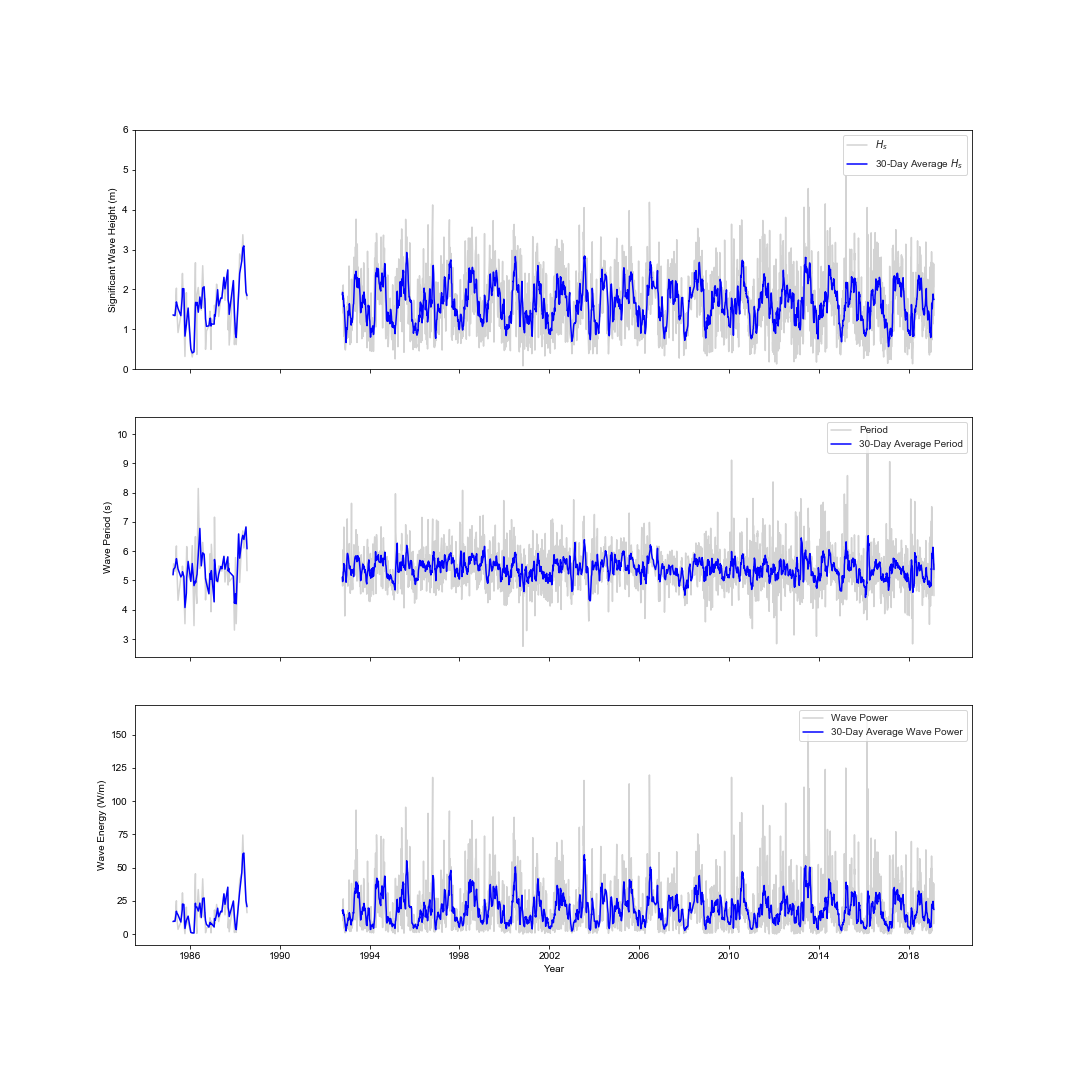 6
5
4
3
2
1
0
Significant Wave Height (m)
Hs
30-Day Average Hs
10
9
8
7
6
5
4
3
Wave Period (s)
Period
30-Day Average Period
150
125
100
75
50
25
0
Wave Energy (W/m)
Wave Power
30-Day Average Wave Power
1986 1990 1994 1998 2002 2006 2010 2014 2018
Year